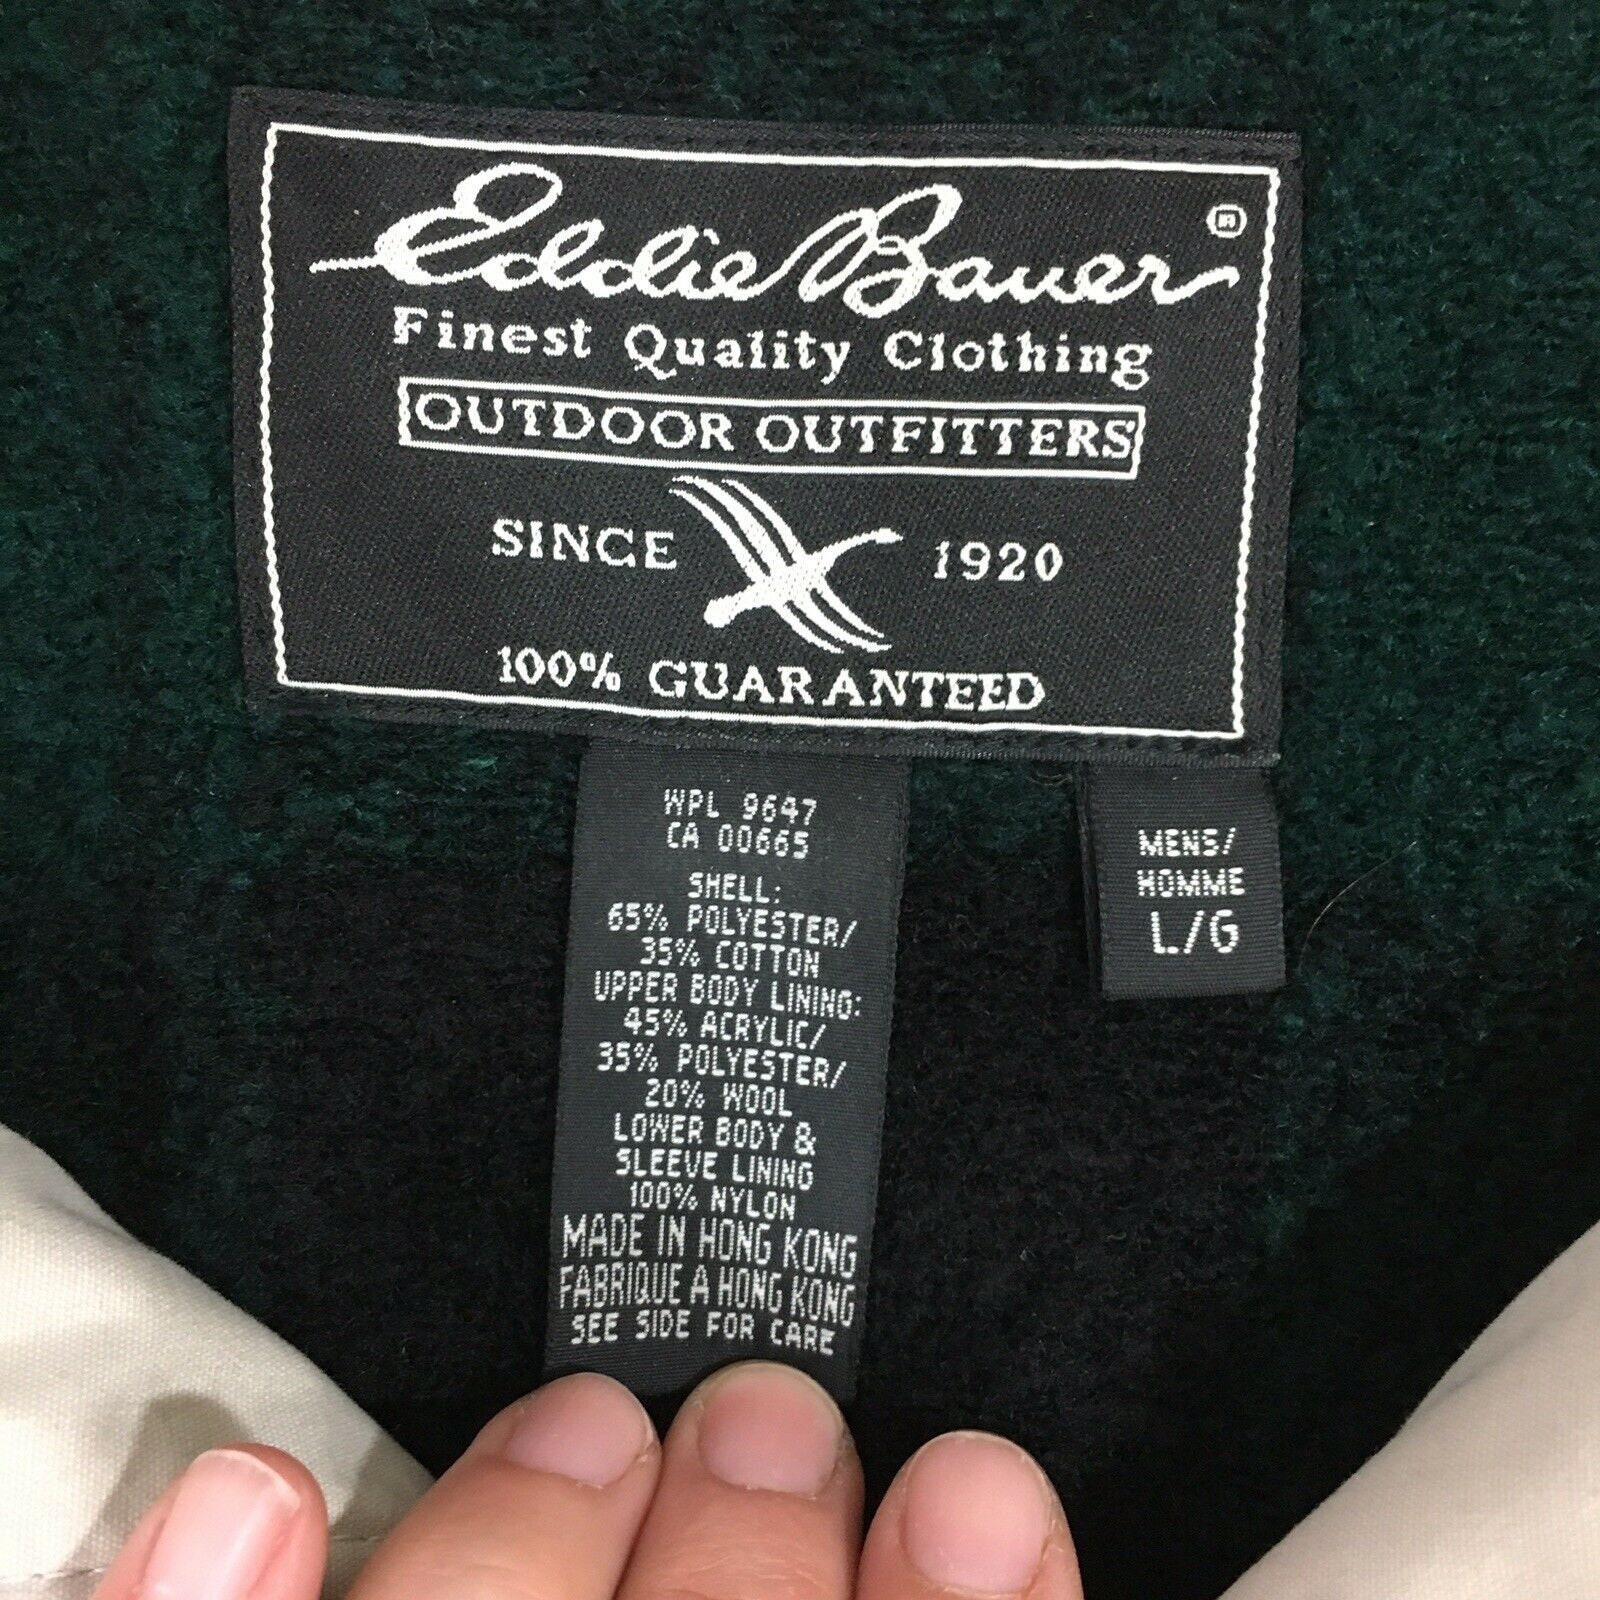 Eddie Bauer ®
Finest Quality Clothing
OUTDOOR OUTFITTERS
SINCE 1920
100% GUARANTEED
WPL 9647
CA 00665
SHELL:
65% POLYESTER/
35% COTTON
UPPER BODY LINING:
45% ACRYLIC/
35% POLYESTER/
20% WOOL
LOWER BODY &
SLEEVE LINING
100% NYLON
MADE IN HONG KONG
FABRIQUE A HONG KONG
SEE SIDE FOR CARE
MENS/
HOMME
L/G